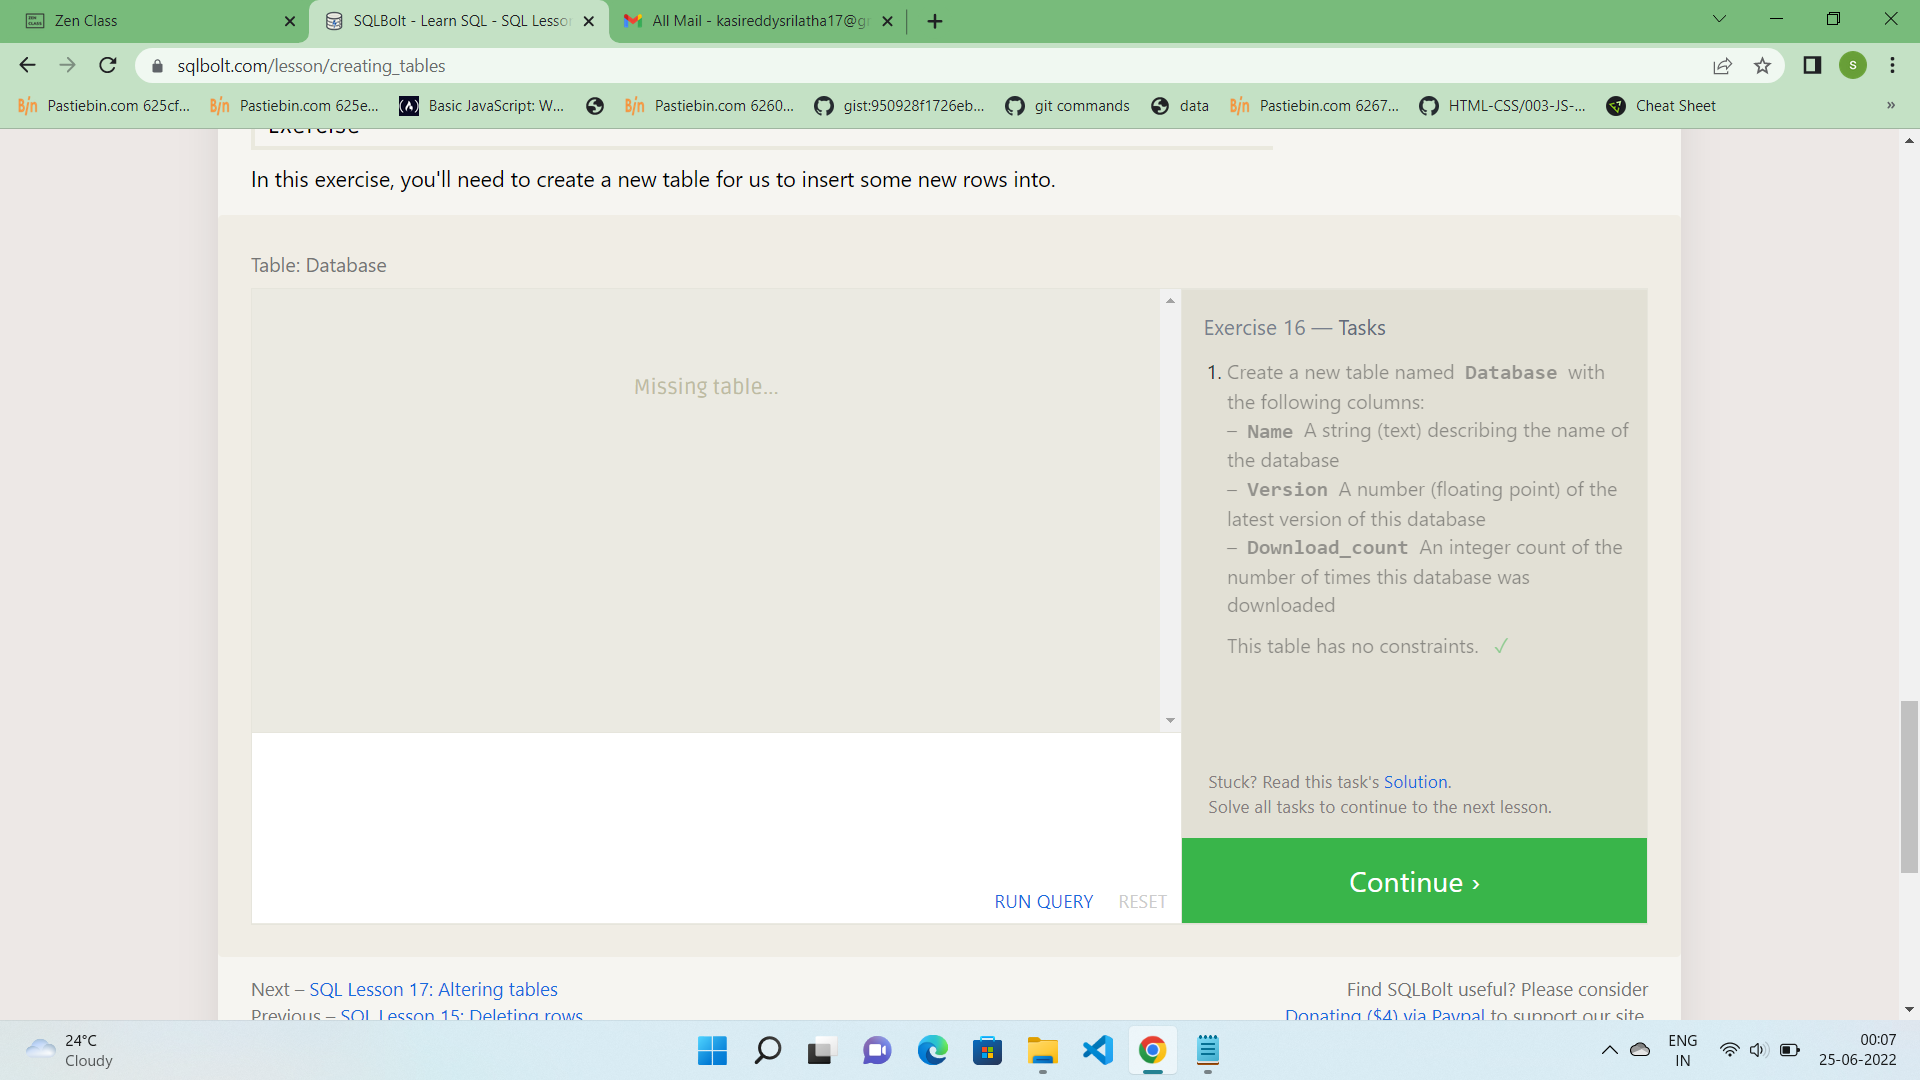 Zen Class
SQLBolt - Learn SQL - SQL Lesson
All Mail - kasireddysrilatha17@gr
sqlbolt.com/lesson/creating_tables
S
Pastiebin.com 625cf...
Pastiebin.com 625e...
Basic JavaScript: W...
Pastiebin.com 6260...
gist:950928f1726eb...
git commands
data
Pastiebin.com 6267...
HTML-CSS/003-JS-...
Cheat Sheet
»
Exercise
In this exercise, you'll need to create a new table for us to insert some new rows into.
Table: Database
Missing table...
Exercise 16 — Tasks
1. Create a new table named Database with
the following columns:
– Name A string (text) describing the name of
the database
– Version A number (floating point) of the
latest version of this database
– Download_count An integer count of the
number of times this database was
downloaded
This table has no constraints. ✓
Stuck? Read this task's Solution.
Solve all tasks to continue to the next lesson.
RUN QUERY
RESET
Continue ›
Next – SQL Lesson 17: Altering tables
Previous – SQL Lesson 15: Deleting rows
Find SQLBolt useful? Please consider
Donating ($4) via Paypal to support our site.
24°C
Cloudy
ENG
IN
00:07
25-06-2022